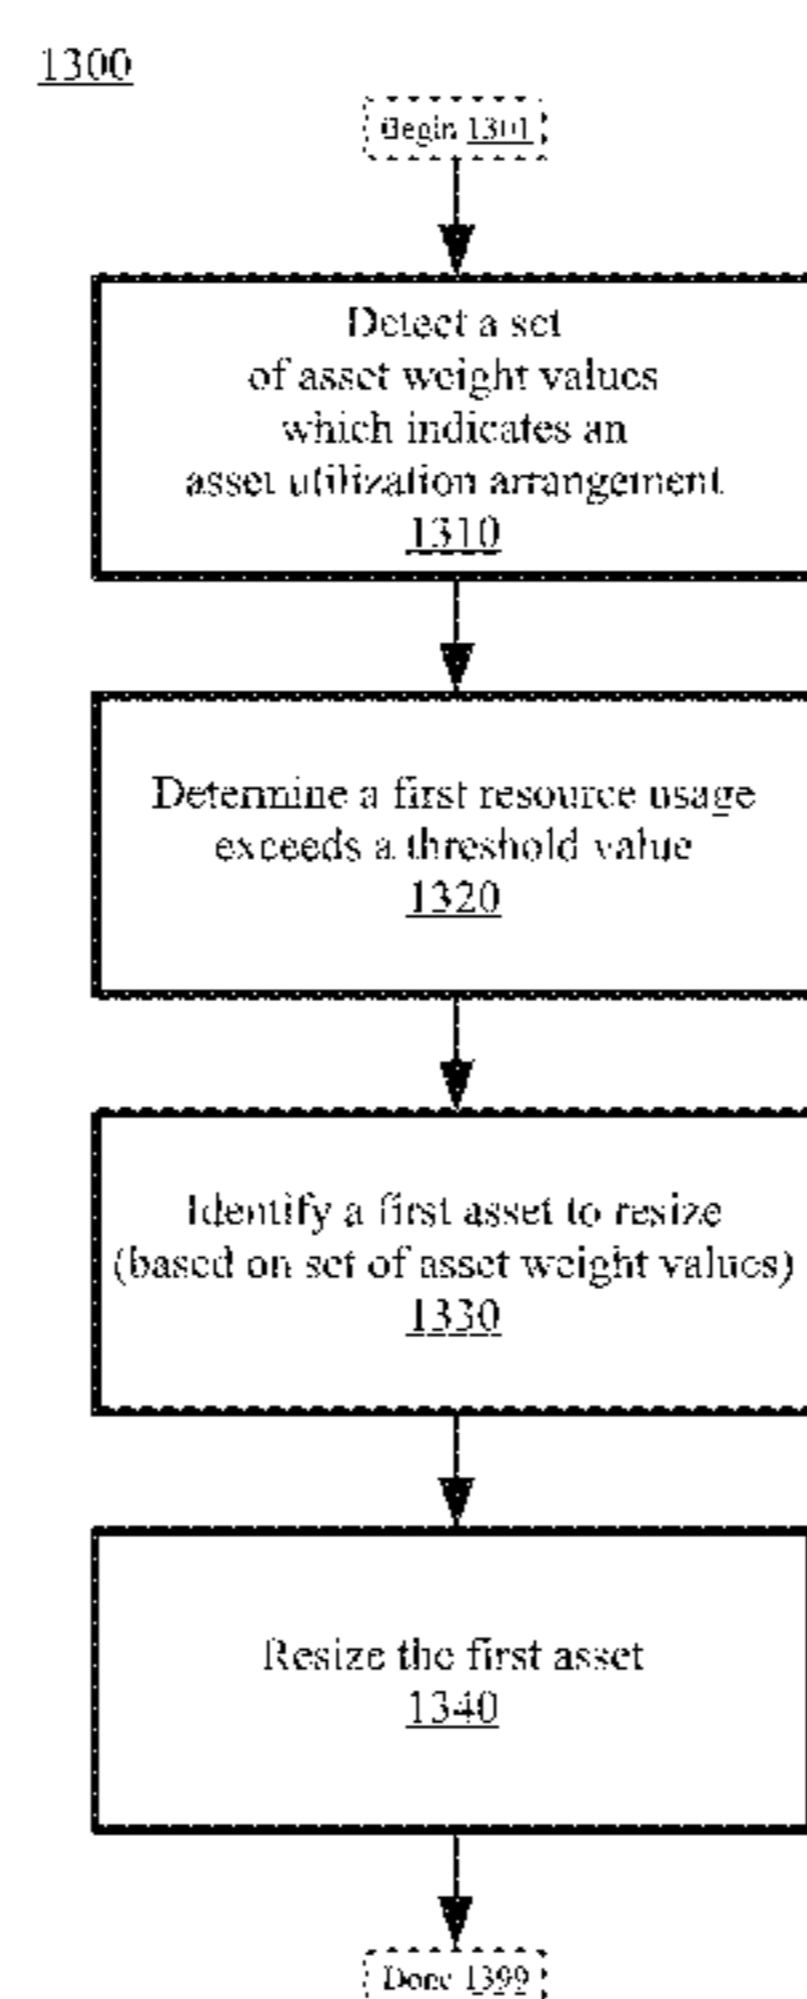 1300
Begin 1301
Detect a set
of asset weight values
which indicates an
asset utilization arrangement
1310
Determine a first resource usage
exceeds a threshold value
1320
Identify a first asset to resize
(based on set of asset weight values)
1330
Resize the first asset
1340
Done 1399